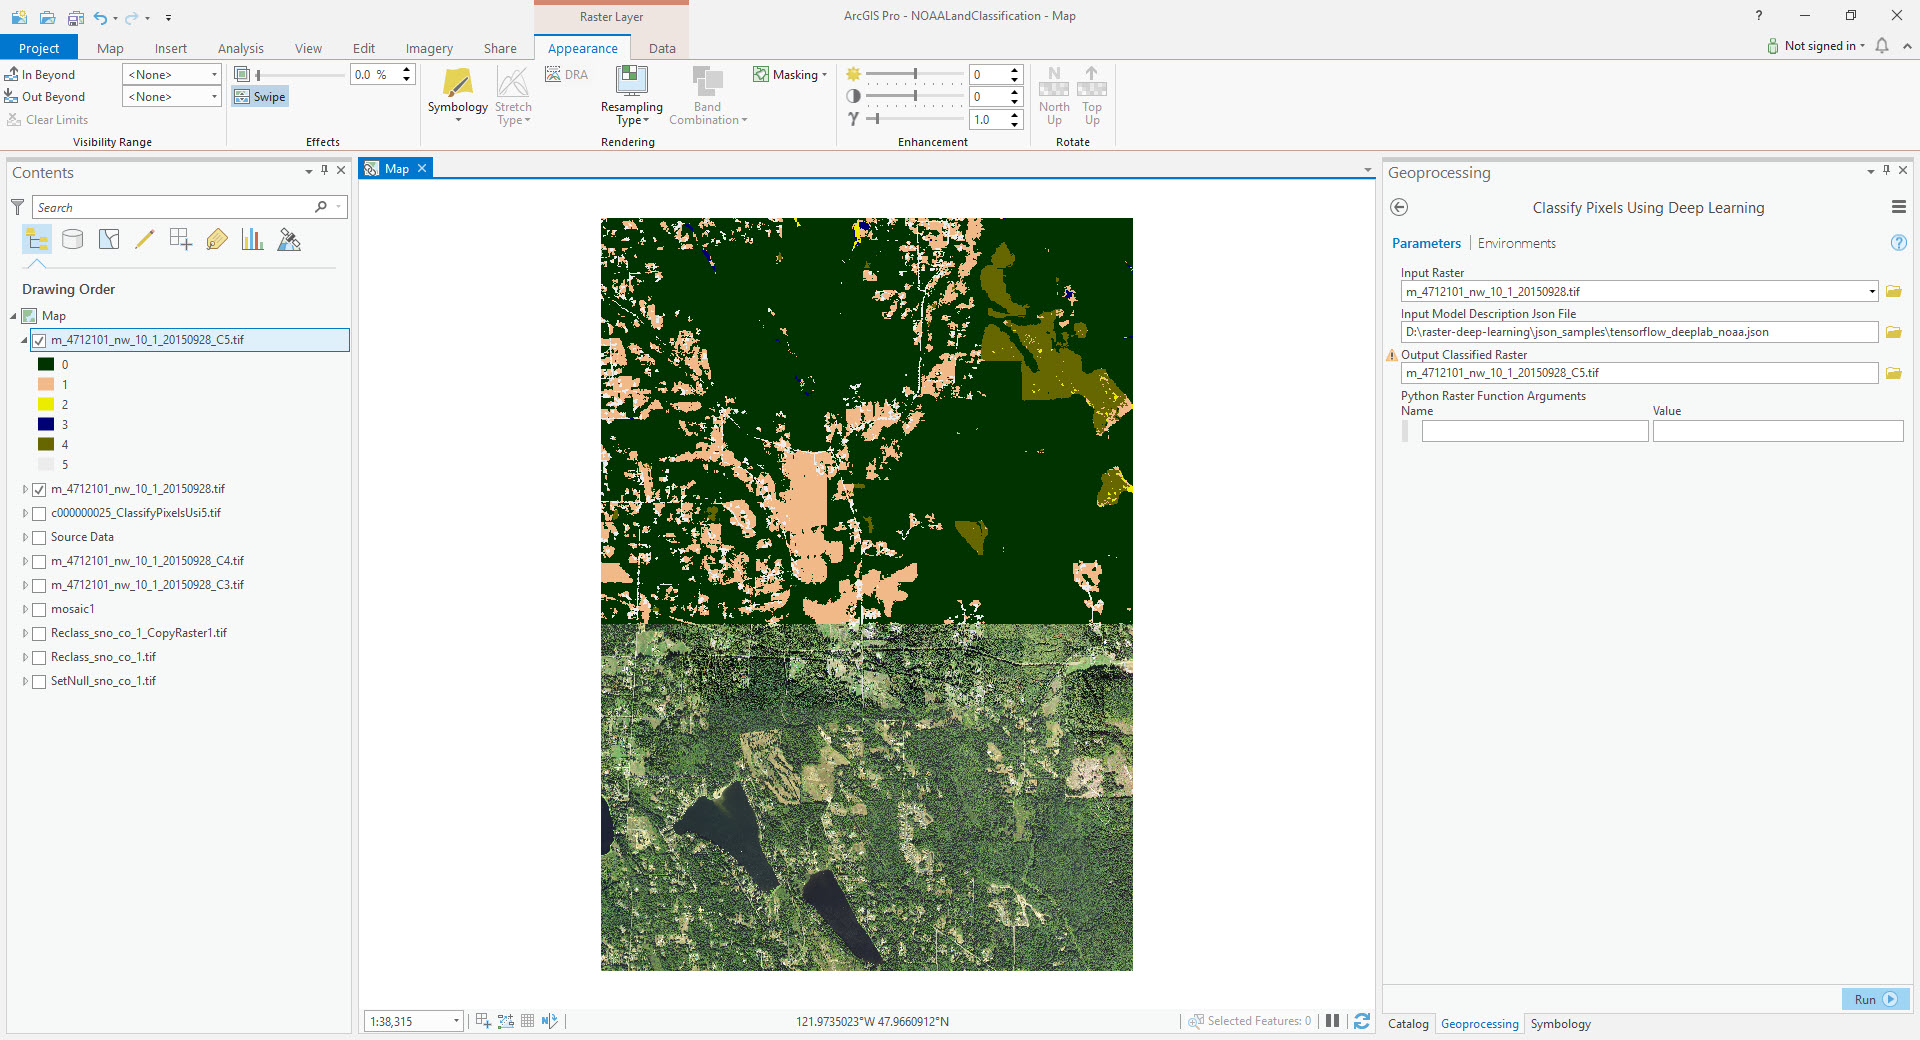 Raster Layer
ArcGIS Pro - NOAALandClassification - Map
?
Project Map Insert Analysis View Edit Imagery Share Appearance Data
Not signed in
In Beyond <None>
Out Beyond <None>
Clear Limits
Visibility Range
0.0 %
Swipe
Effects
Symbology
Stretch Type
DRA
Resampling Type
Band Combination
Masking
Rendering
0
0
1.0
Enhancement
N
North Up
Top Up
Rotate
Contents
Search
Drawing Order
Map
m_4712101_nw_10_1_20150928_C5.tif
0
1
2
3
4
5
m_4712101_nw_10_1_20150928.tif
c000000025_ClassifyPixelsUsi5.tif
Source Data
m_4712101_nw_10_1_20150928_C4.tif
m_4712101_nw_10_1_20150928_C3.tif
mosaic1
Reclass_sno_co_1_CopyRaster1.tif
Reclass_sno_co_1.tif
SetNull_sno_co_1.tif
Map
1:38,315
121.9735023°W 47.9660912°N
Selected Features: 0
Geoprocessing
Classify Pixels Using Deep Learning
Parameters | Environments
?
Input Raster
m_4712101_nw_10_1_20150928.tif
Input Model Description Json File
D:\raster-deep-learning\json_samples\tensorflow_deeplab_noaa.json
Output Classified Raster
m_4712101_nw_10_1_20150928_C5.tif
Python Raster Function Arguments
Name Value
Run
Catalog Geoprocessing Symbology